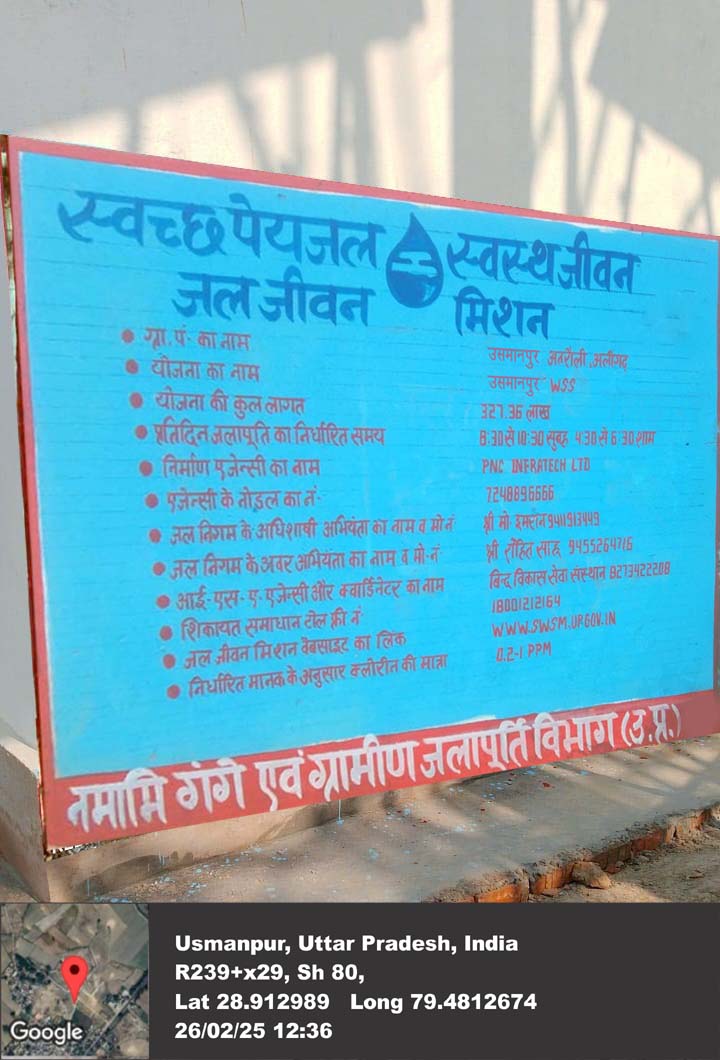 स्वच्छ पेयजल स्वस्थ जीवन
जल जीवन मिशन
• ग्रा. पं. का नाम उसमानपुर अतरौली, अलीगढ़
• योजना का नाम उसमानपुर WSS
• योजना की कुल लागत 327.36 लाख
• प्रतिदिन जलापूर्ति का निर्धारित समय 8:30 से 10:30 सुबह 4:30 से 6:30 शाम
• निर्माण एजेन्सी का नाम PNC INFRATECH LTD
• एजेन्सी के नोडल का नं. 7248896666
• जल निगम के अधिशाषी अभियंता का नाम व मो.नं श्री मो. इमरान 9411913449
• जल निगम के अवर अभियंता का नाम व मो.नं श्री रोहित साहू 9455264716
• आई-एस-ए-एजेन्सी और क्वार्डिनेटर का नाम बिन्दु विकास सेवा संस्थान 8273422208
• शिकायत समाधान टोल फ्री नं 18001212164
• जल जीवन मिशन वैबसाइट का लिंक WWW.SWSM.UP.GOV.IN
• निर्धारित मानक के अनुसार क्लोरीन की मात्रा 0.2-1 PPM
नमामि गंगे एवं ग्रामीण जलापूर्ति विभाग (उ.प्र.)
Google
Usmanpur, Uttar Pradesh, India
R239+x29, Sh 80,
Lat 28.912989 Long 79.4812674
26/02/25 12:36